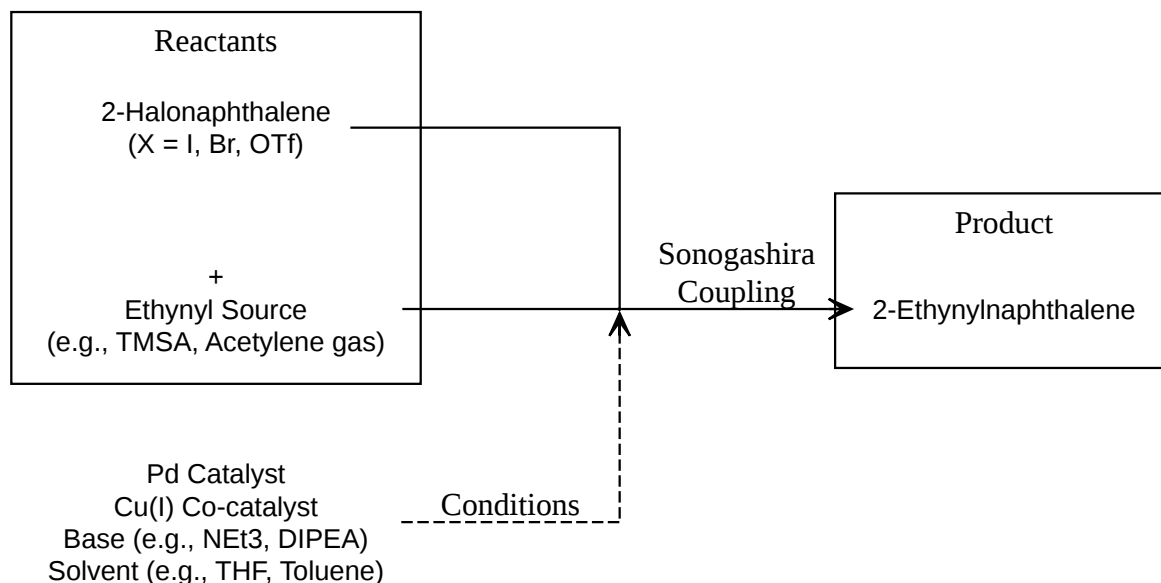 Reactants
2-Halonaphthalene
(X = I, Br, OTf)
+
Ethynyl Source
(e.g., TMSA, Acetylene gas)
Pd Catalyst
Cu(I) Co-catalyst
Base (e.g., NEt3, DIPEA)
Solvent (e.g., THF, Toluene)
Conditions
Sonogashira
Coupling
Product
2-Ethynylnaphthalene